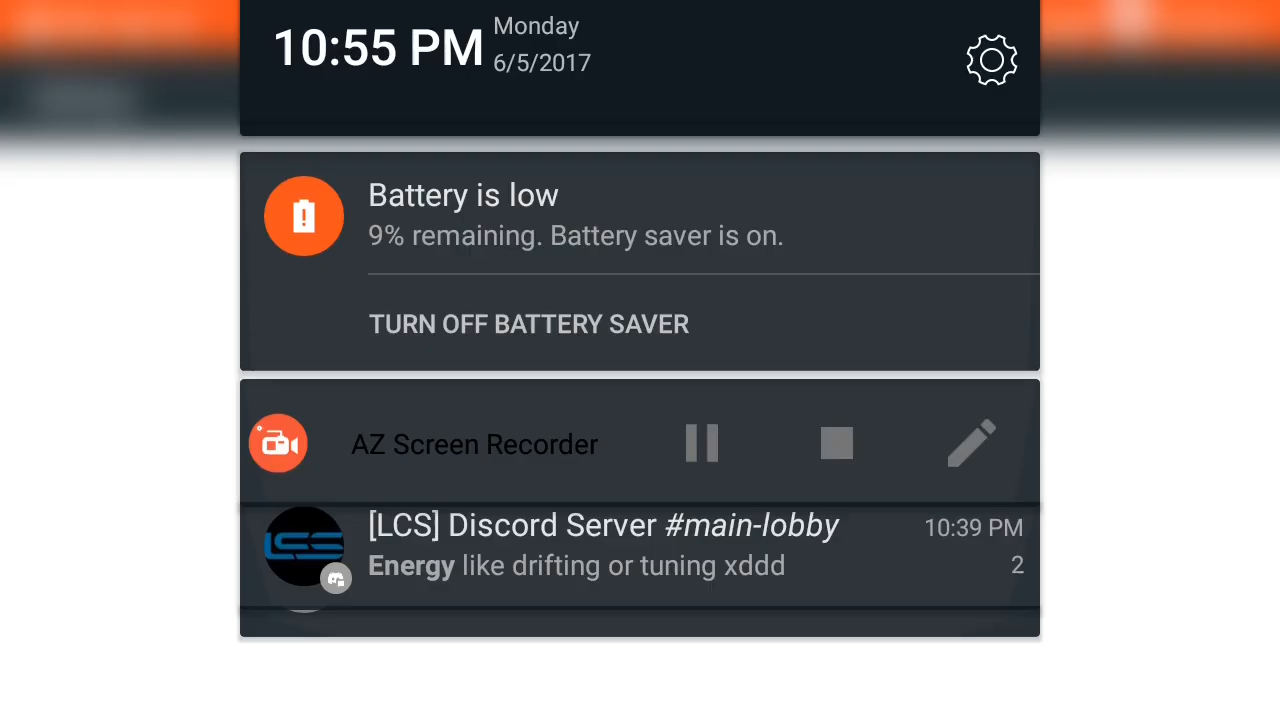 10:55 PM
Monday
6/5/2017
Battery is low
9% remaining. Battery saver is on.
TURN OFF BATTERY SAVER
AZ Screen Recorder
[LCS] Discord Server #main-lobby 10:39 PM
Energy like drifting or tuning xddd 2
LCS